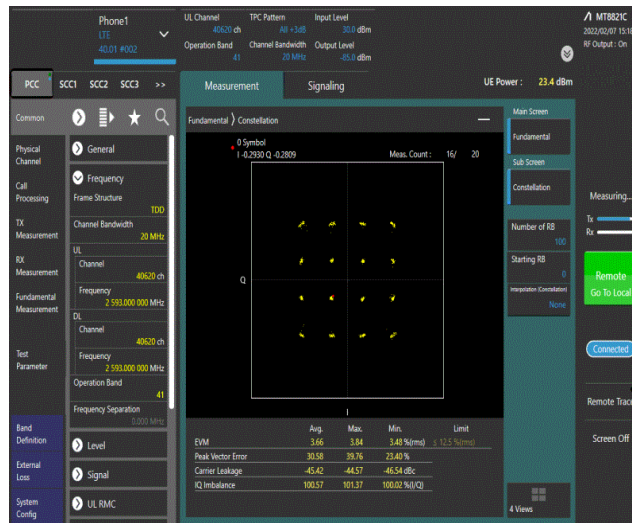 Phone1
LTE
40.01 #002
UL Channel
40620 ch
TPC Pattern
All +3dB
Input Level
30.0 dBm
Operation Band
41
Channel Bandwidth
20 MHz
Output Level
-85.0 dBm
MT8821C
2022/02/07 15:18
RF Output : On
PCC SCC1 SCC2 SCC3 >>
Measurement
Signaling
UE Power : 23.4 dBm
Common
Physical
Channel
Call
Processing
TX
Measurement
RX
Measurement
Fundamental
Measurement
Test
Parameter
Band
Definition
External
Loss
System
Config
General
Frequency
Frame Structure
TDD
Channel Bandwidth
20 MHz
UL
Channel
40620 ch
Frequency
2 593.000 000 MHz
DL
Channel
40620 ch
Frequency
2 593.000 000 MHz
Operation Band
41
Frequency Separation
0.000 MHz
Level
Signal
UL RMC
Fundamental 〉 Constellation
0 Symbol
I -0.2930 Q -0.2809
Meas. Count : 16/ 20
Q
I
Avg. Max. Min. Limit
EVM 3.66 3.84 3.48 %(rms) ≤ 12.5 %(rms)
Peak Vector Error 30.58 39.76 23.40 %
Carrier Leakage -45.42 -44.57 -46.54 dBc
IQ Imbalance 100.57 101.37 100.02 %(I/Q)
Main Screen
Fundamental
Sub Screen
Constellation
Number of RB
100
Starting RB
0
Interpolation (Constellation)
None
4 Views
Measuring...
Tx
Rx
Remote
Go To Local
Connected
Remote Trace
Screen Off